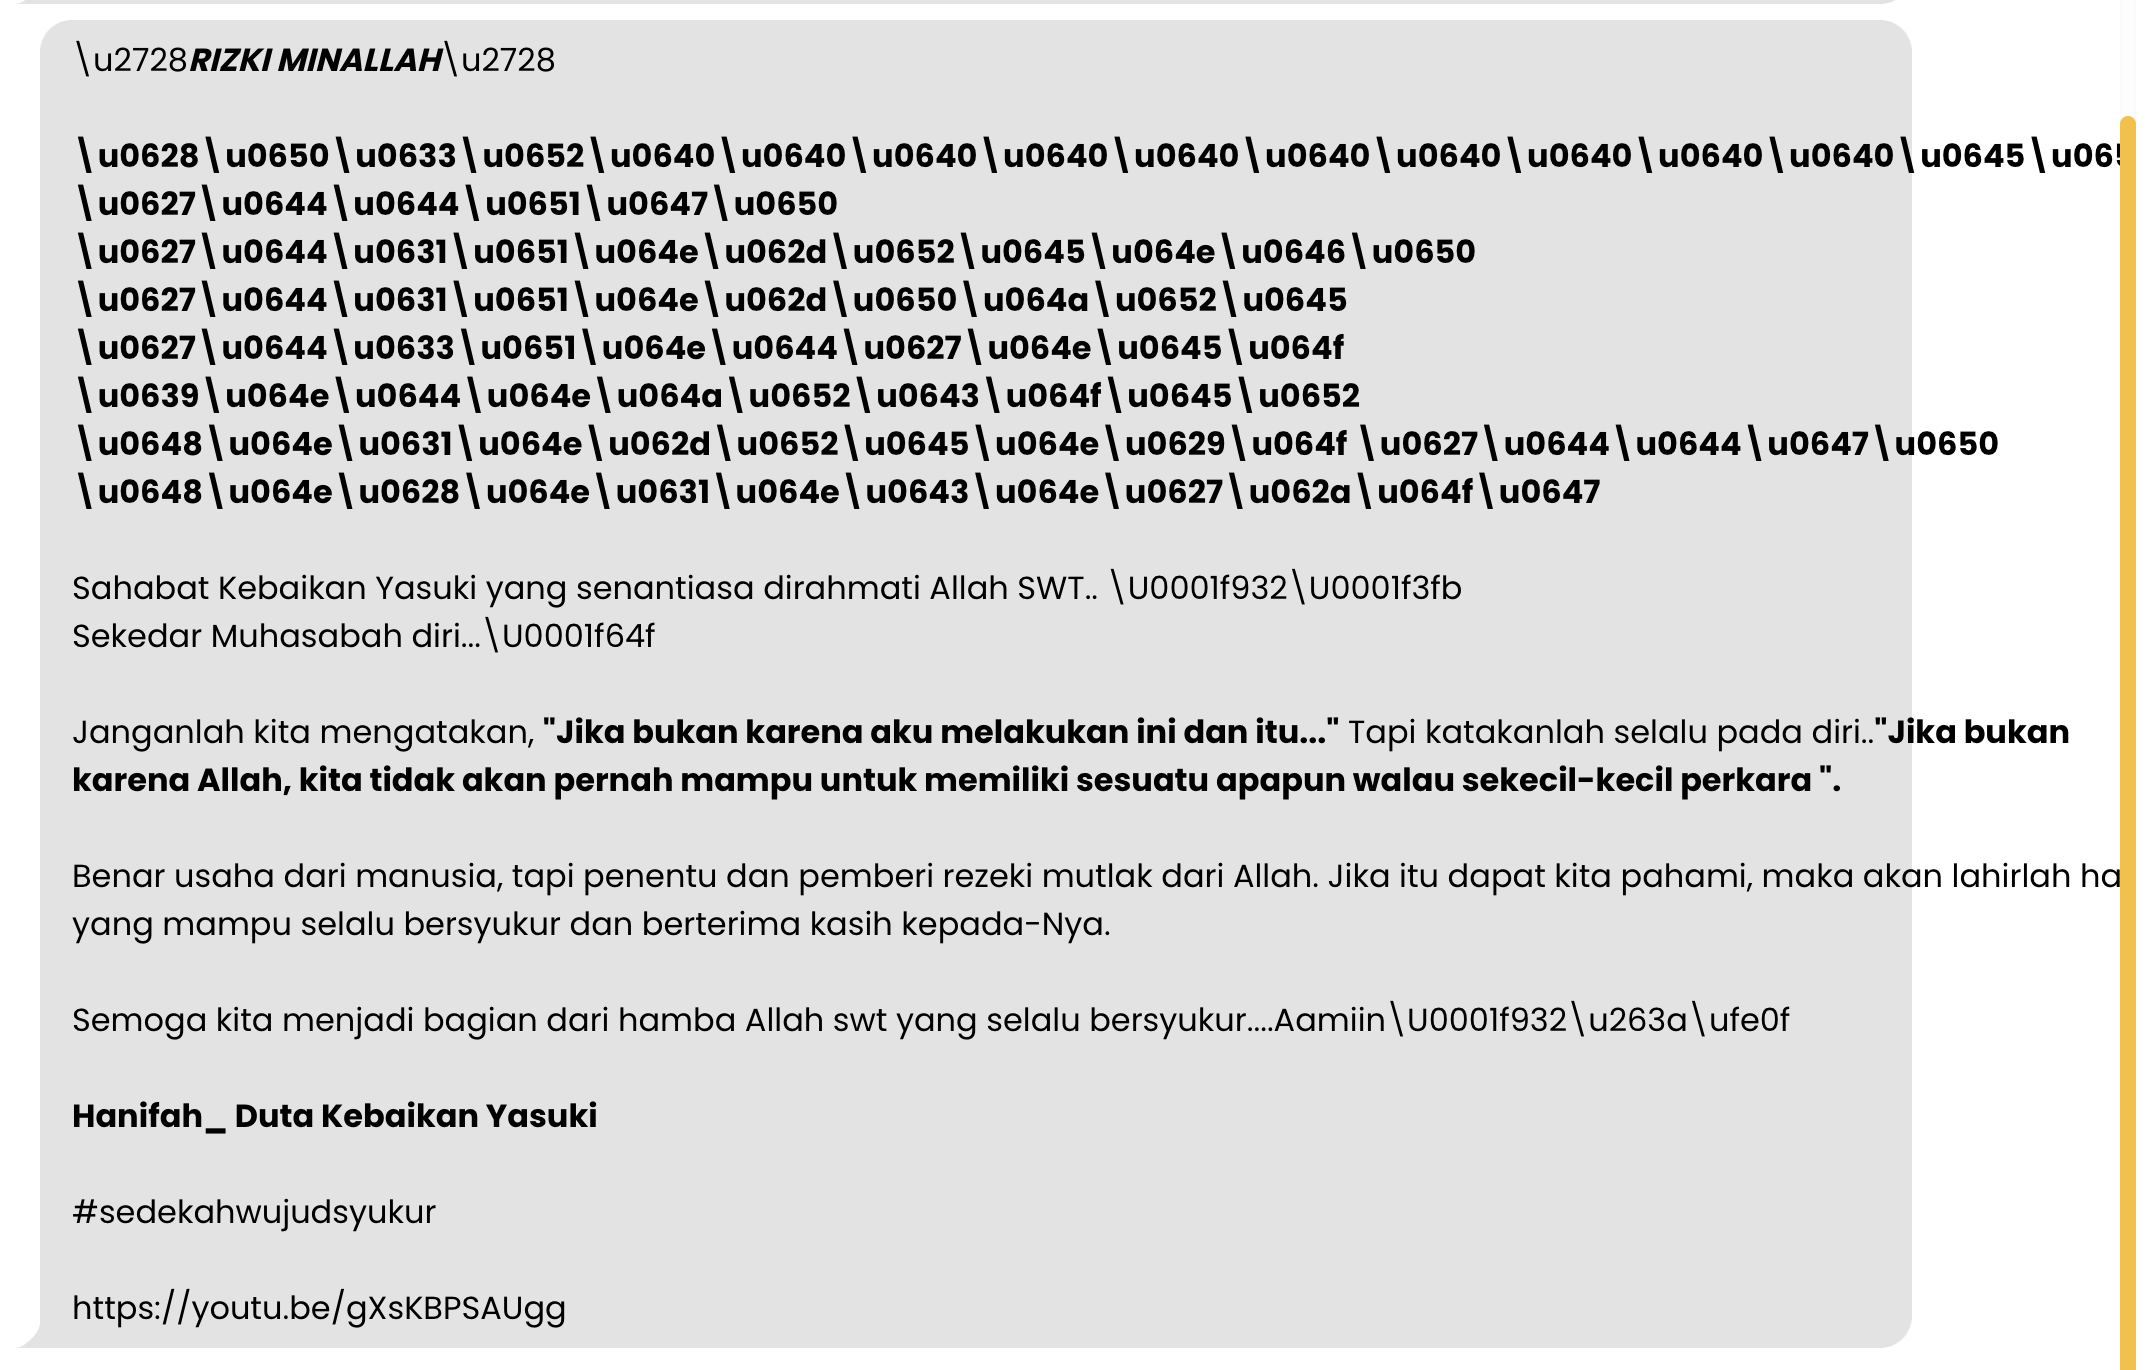 \u2728RIZKI MINALLAH\u2728
\u0628\u0650\u0633\u0652\u0640\u0640\u0640\u0640\u0640\u0640\u0640\u0640\u0640\u0640\u0645
\u0627\u0644\u0644\u0651\u0647\u0650
\u0627\u0644\u0631\u0651\u064e\u062d\u0652\u0645\u064e\u0646\u0650
\u0627\u0644\u0631\u0651\u064e\u062d\u0650\u064a\u0652\u0645
\u0627\u0644\u0633\u0651\u064e\u0644\u0627\u064e\u0645\u064f
\u0639\u064e\u0644\u064e\u064a\u0652\u0643\u064f\u0645\u0652
\u0648\u064e\u0631\u064e\u062d\u0652\u0645\u064e\u0629\u064f \u0627\u0644\u0644\u0647\u0650
\u0648\u064e\u0628\u064e\u0631\u064e\u0643\u064e\u0627\u062a\u064f\u0647
Sahabat Kebaikan Yasuki yang senantiasa dirahmati Allah SWT.. \U0001f932\U0001f3fb
Sekedar Muhasabah diri...\U0001f64f
Janganlah kita mengatakan, "Jika bukan karena aku melakukan ini dan itu..." Tapi katakanlah selalu pada diri.."Jika bukan
karena Allah, kita tidak akan pernah mampu untuk memiliki sesuatu apapun walau sekecil-kecil perkara ".
Benar usaha dari manusia, tapi penentu dan pemberi rezeki mutlak dari Allah. Jika itu dapat kita pahami, maka akan lahirlah
yang mampu selalu bersyukur dan berterima kasih kepada-Nya.
Semoga kita menjadi bagian dari hamba Allah swt yang selalu bersyukur....Aamiin\U0001f932\u263a\ufe0f
Hanifah_ Duta Kebaikan Yasuki
#sedekahwujudsyukur
https://youtu.be/gXsKBPSAUgg